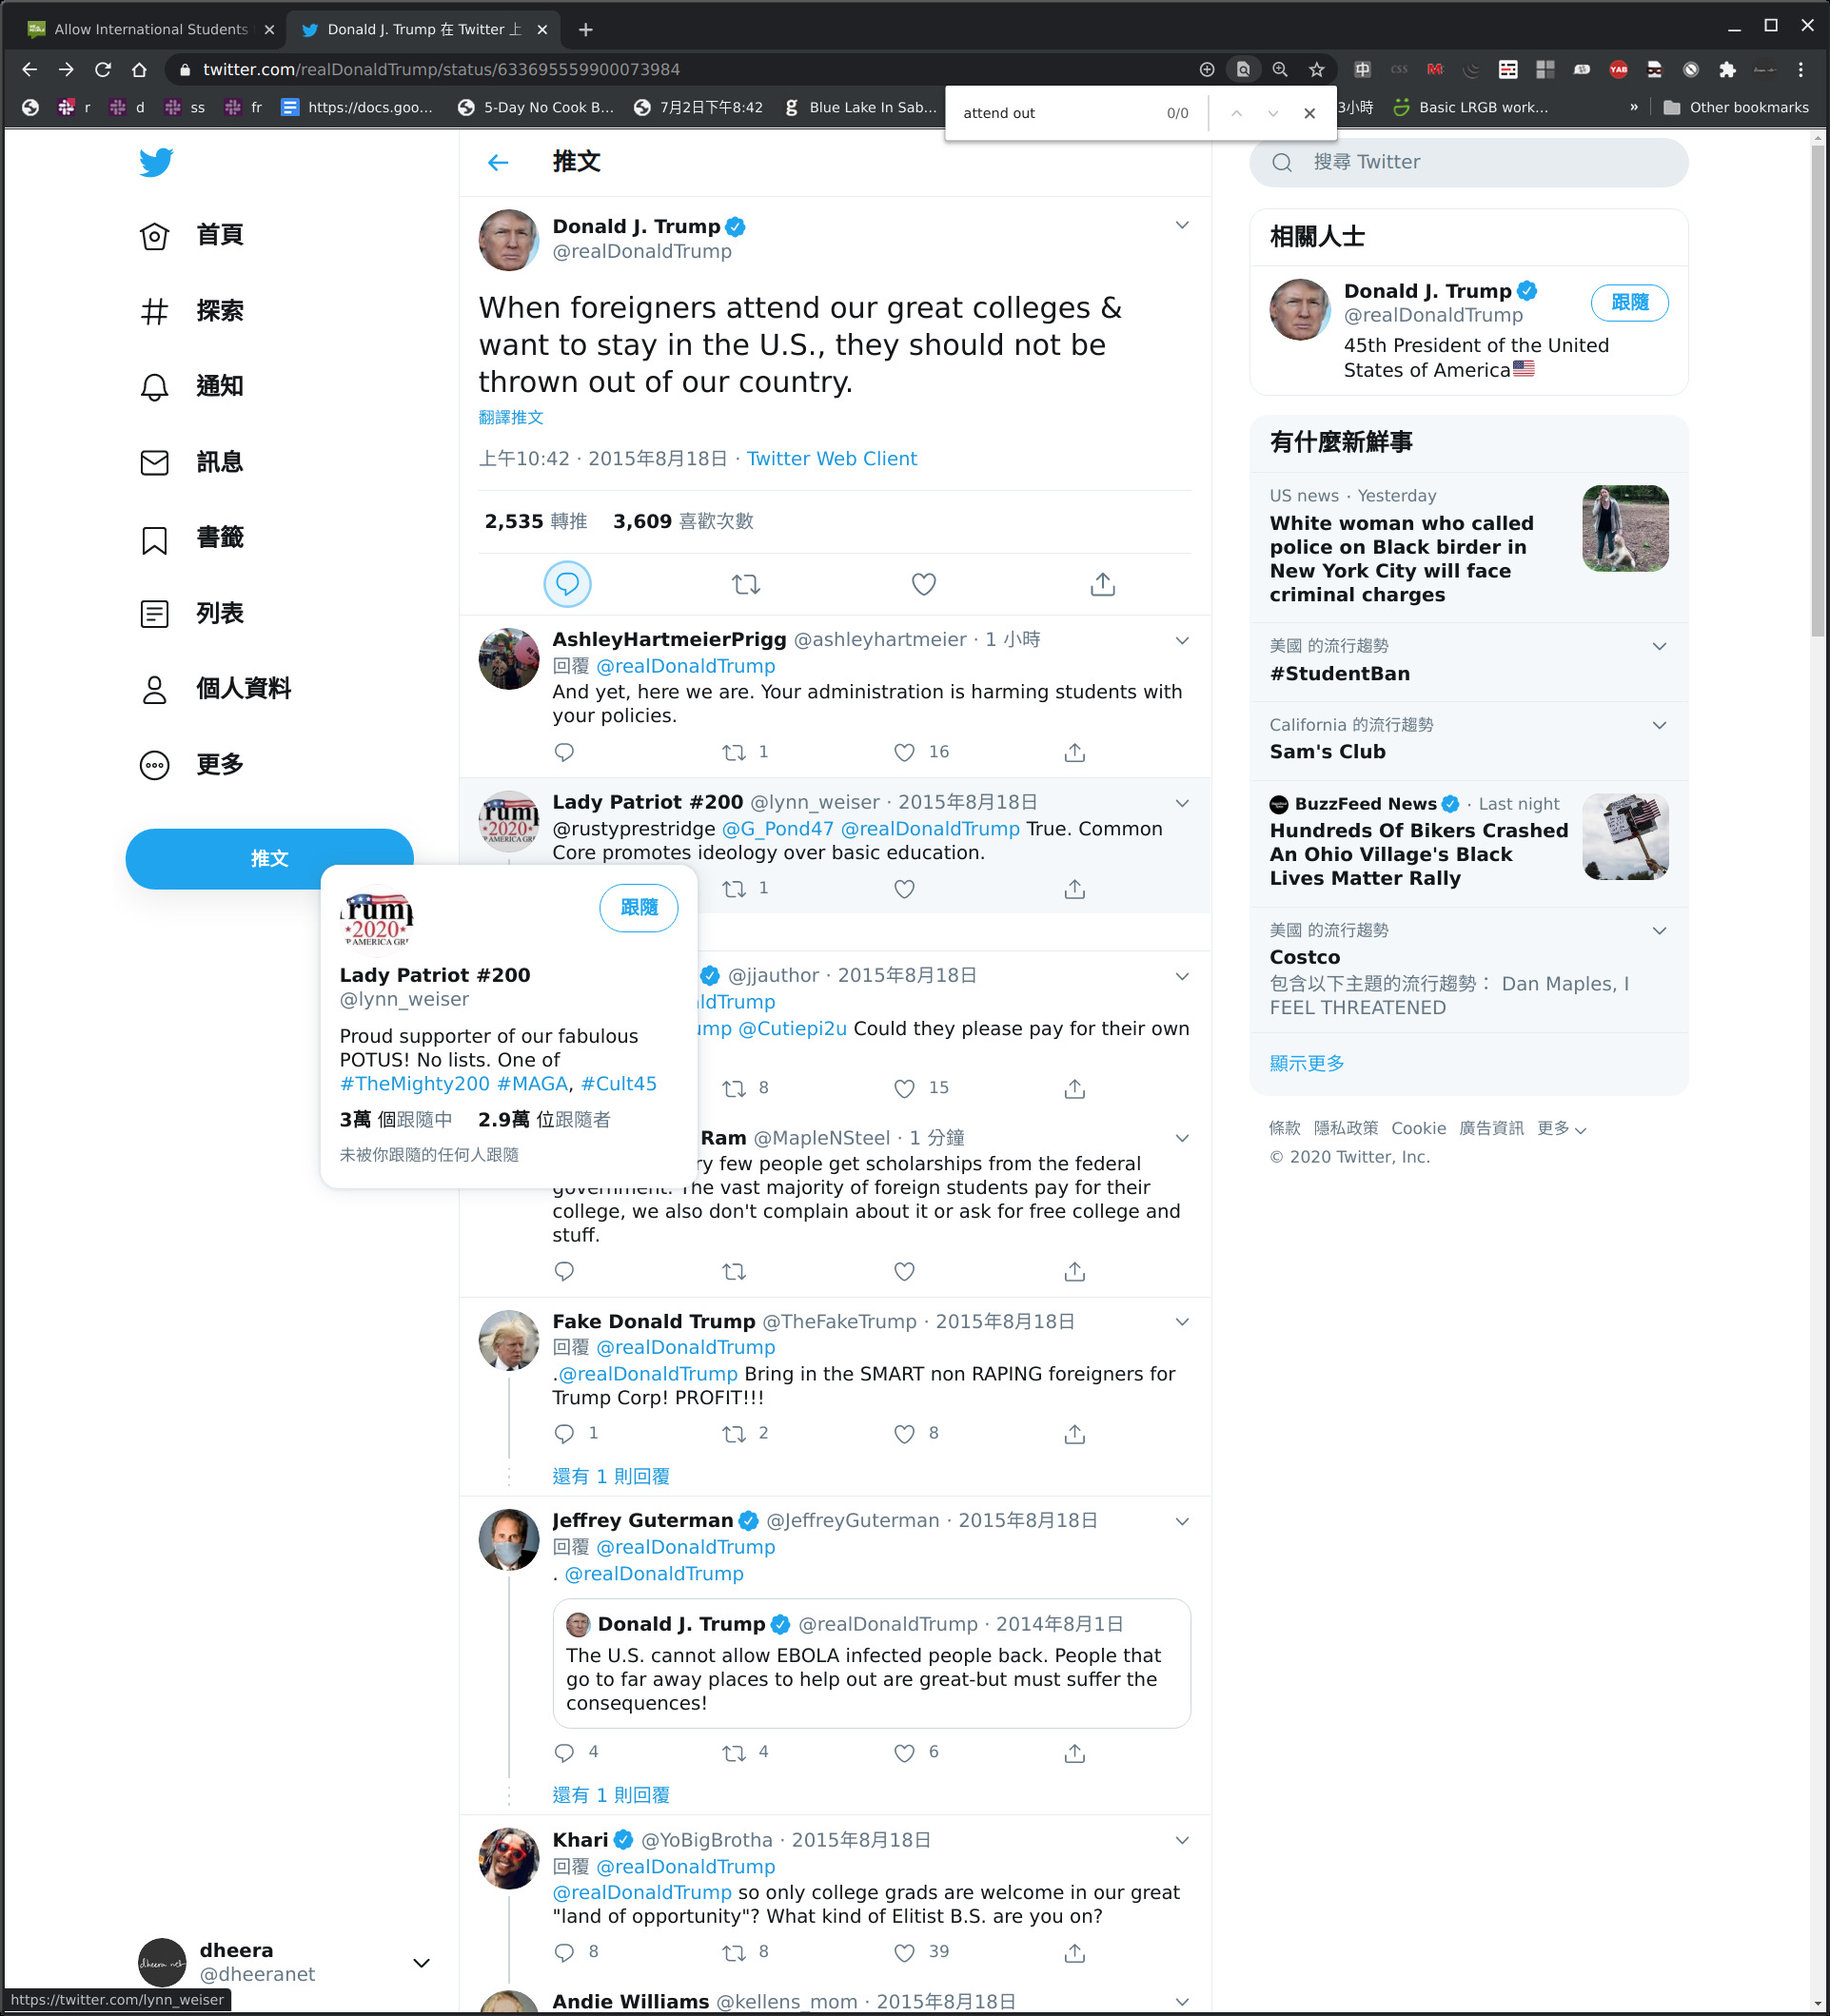 Allow International Students
Donald J. Trump 在 Twitter 上
twitter.com/realDonaldTrump/status/633695559900073984
r
d
ss
fr
https://docs.goo...
5-Day No Cook B...
7月2日下午8:42
Blue Lake In Sab...
3小時
Basic LRGB work...
»
Other bookmarks
attend out
0/0
首頁
探索
通知
訊息
書籤
列表
個人資料
更多
推文
推文
Donald J. Trump
@realDonaldTrump
When foreigners attend our great colleges &
want to stay in the U.S., they should not be
thrown out of our country.
翻譯推文
上午10:42 · 2015年8月18日 · Twitter Web Client
2,535 轉推 3,609 喜歡次數
AshleyHartmeierPrigg @ashleyhartmeier · 1 小時
回覆 @realDonaldTrump
And yet, here we are. Your administration is harming students with
your policies.
1 16
Lady Patriot #200 @lynn_weiser · 2015年8月18日
@rustyprestridge @G_Pond47 @realDonaldTrump True. Common
Core promotes ideology over basic education.
1
rump
2020
P AMERICA GR
跟隨
Lady Patriot #200
@lynn_weiser
Proud supporter of our fabulous
POTUS! No lists. One of
#TheMighty200 #MAGA, #Cult45
3萬 個跟隨中 2.9萬 位跟隨者
未被你跟隨的任何人跟隨
@jjauthor · 2015年8月18日
ldTrump
ump @Cutiepi2u Could they please pay for their own
8 15
Ram @MapleNSteel · 1 分鐘
ry few people get scholarships from the federal
government. The vast majority of foreign students pay for their
college, we also don't complain about it or ask for free college and
stuff.
Fake Donald Trump @TheFakeTrump · 2015年8月18日
回覆 @realDonaldTrump
.@realDonaldTrump Bring in the SMART non RAPING foreigners for
Trump Corp! PROFIT!!!
1 2 8
還有 1 則回覆
Jeffrey Guterman @JeffreyGuterman · 2015年8月18日
回覆 @realDonaldTrump
. @realDonaldTrump
Donald J. Trump @realDonaldTrump · 2014年8月1日
The U.S. cannot allow EBOLA infected people back. People that
go to far away places to help out are great-but must suffer the
consequences!
4 4 6
還有 1 則回覆
Khari @YoBigBrotha · 2015年8月18日
回覆 @realDonaldTrump
@realDonaldTrump so only college grads are welcome in our great
"land of opportunity"? What kind of Elitist B.S. are you on?
8 8 39
Andie Williams @kellens_mom · 2015年8月18日
搜尋 Twitter
相關人士
Donald J. Trump
@realDonaldTrump
跟隨
45th President of the United
States of America
有什麼新鮮事
US news · Yesterday
White woman who called
police on Black birder in
New York City will face
criminal charges
美國 的流行趨勢
#StudentBan
California 的流行趨勢
Sam's Club
BuzzFeed News · Last night
Hundreds Of Bikers Crashed
An Ohio Village's Black
Lives Matter Rally
美國 的流行趨勢
Costco
包含以下主題的流行趨勢： Dan Maples, I
FEEL THREATENED
顯示更多
條款 隱私政策 Cookie 廣告資訊 更多
© 2020 Twitter, Inc.
dheera
@dheeranet
https://twitter.com/lynn_weiser